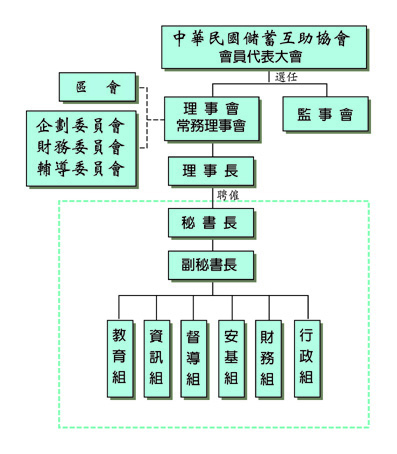 中華民國儲蓄互助協會
會員代表大會
選任
區 會
理事會
常務理事會
監事會
企劃委員會
財務委員會
輔導委員會
理事長
聘僱
秘書長
副秘書長
教育組
資訊組
督導組
安基組
財務組
行政組